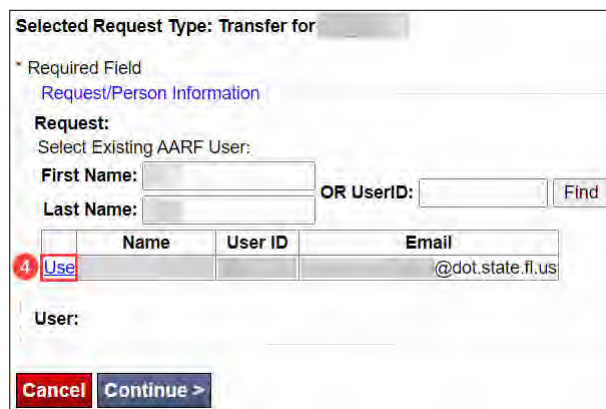 Selected Request Type: Transfer for
* Required Field
Request/Person Information
Request:
Select Existing AARF User:
First Name:
OR UserID: Find
Last Name:
Name User ID Email
4 Use @dot.state.fl.us
User:
Cancel Continue >